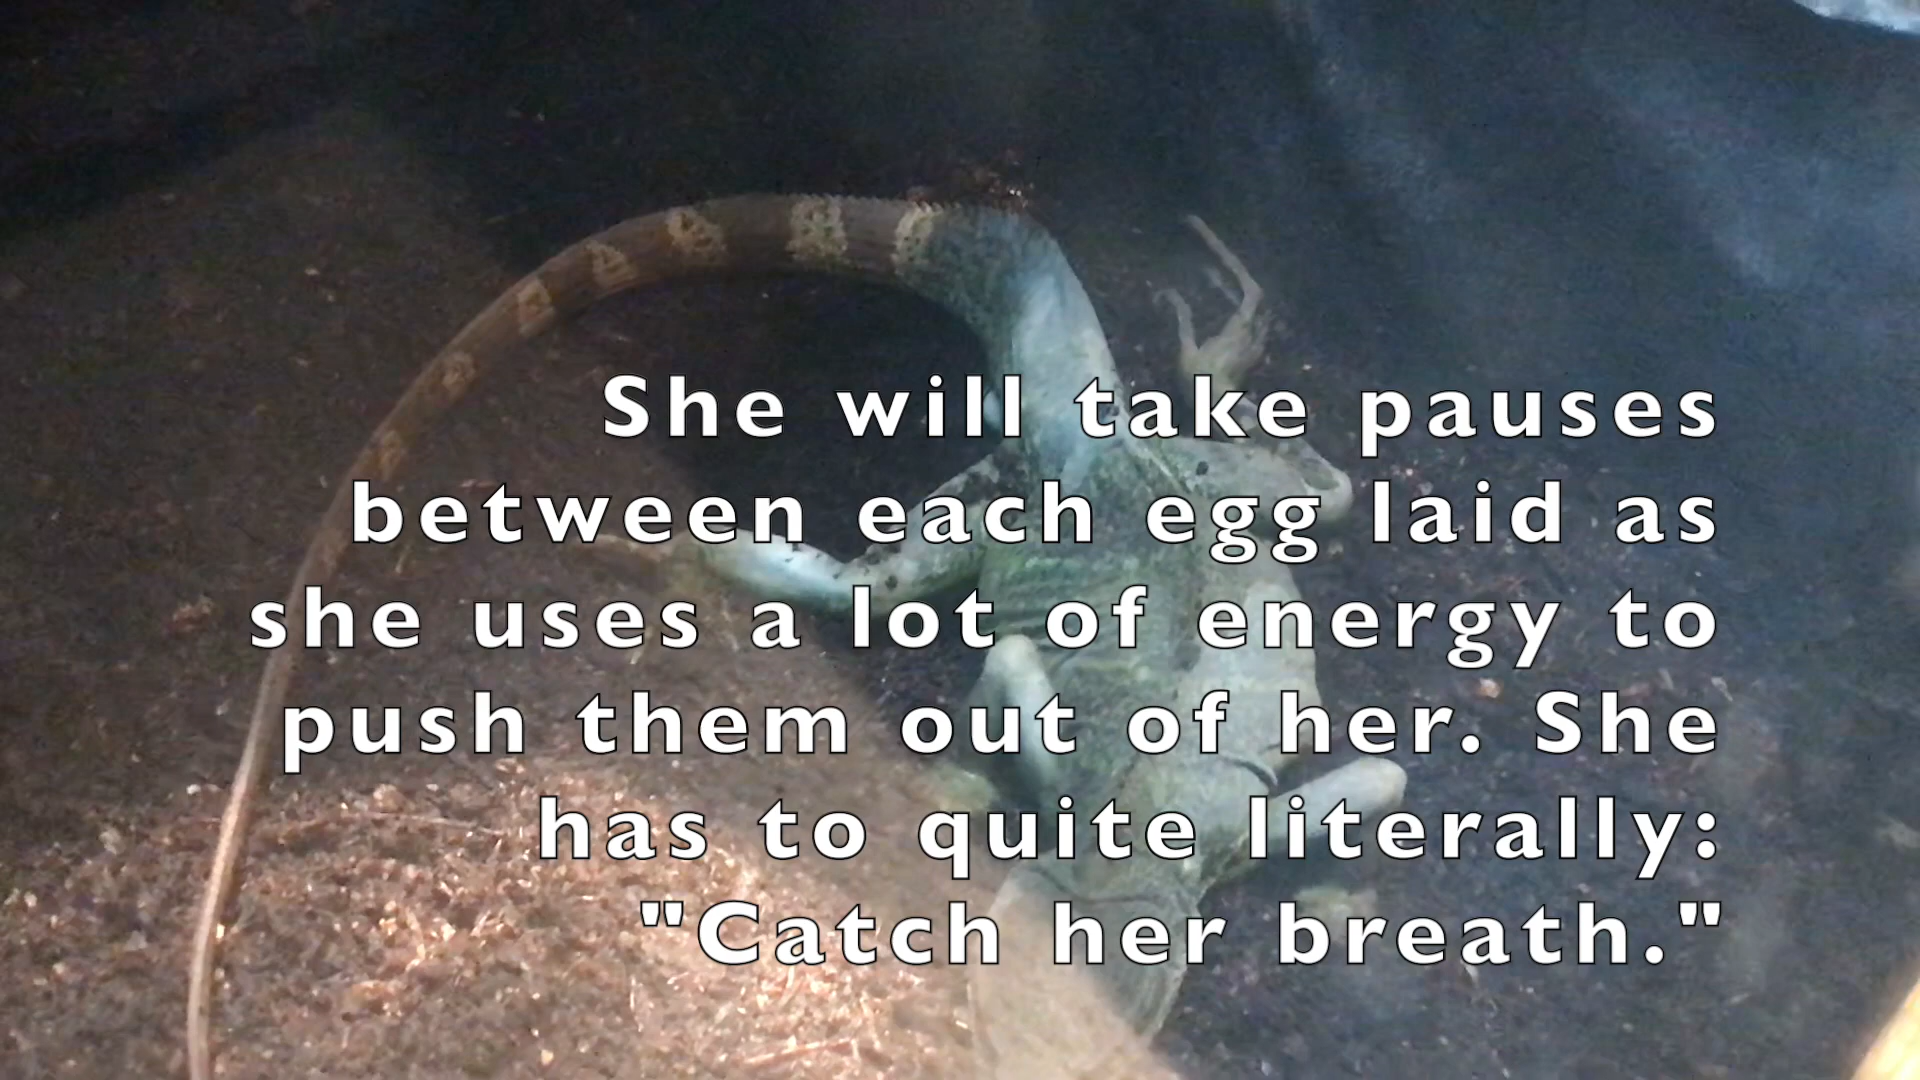 She will take pauses
between each egg laid as
she uses a lot of energy to
push them out of her. She
has to quite literally:
"Catch her breath."